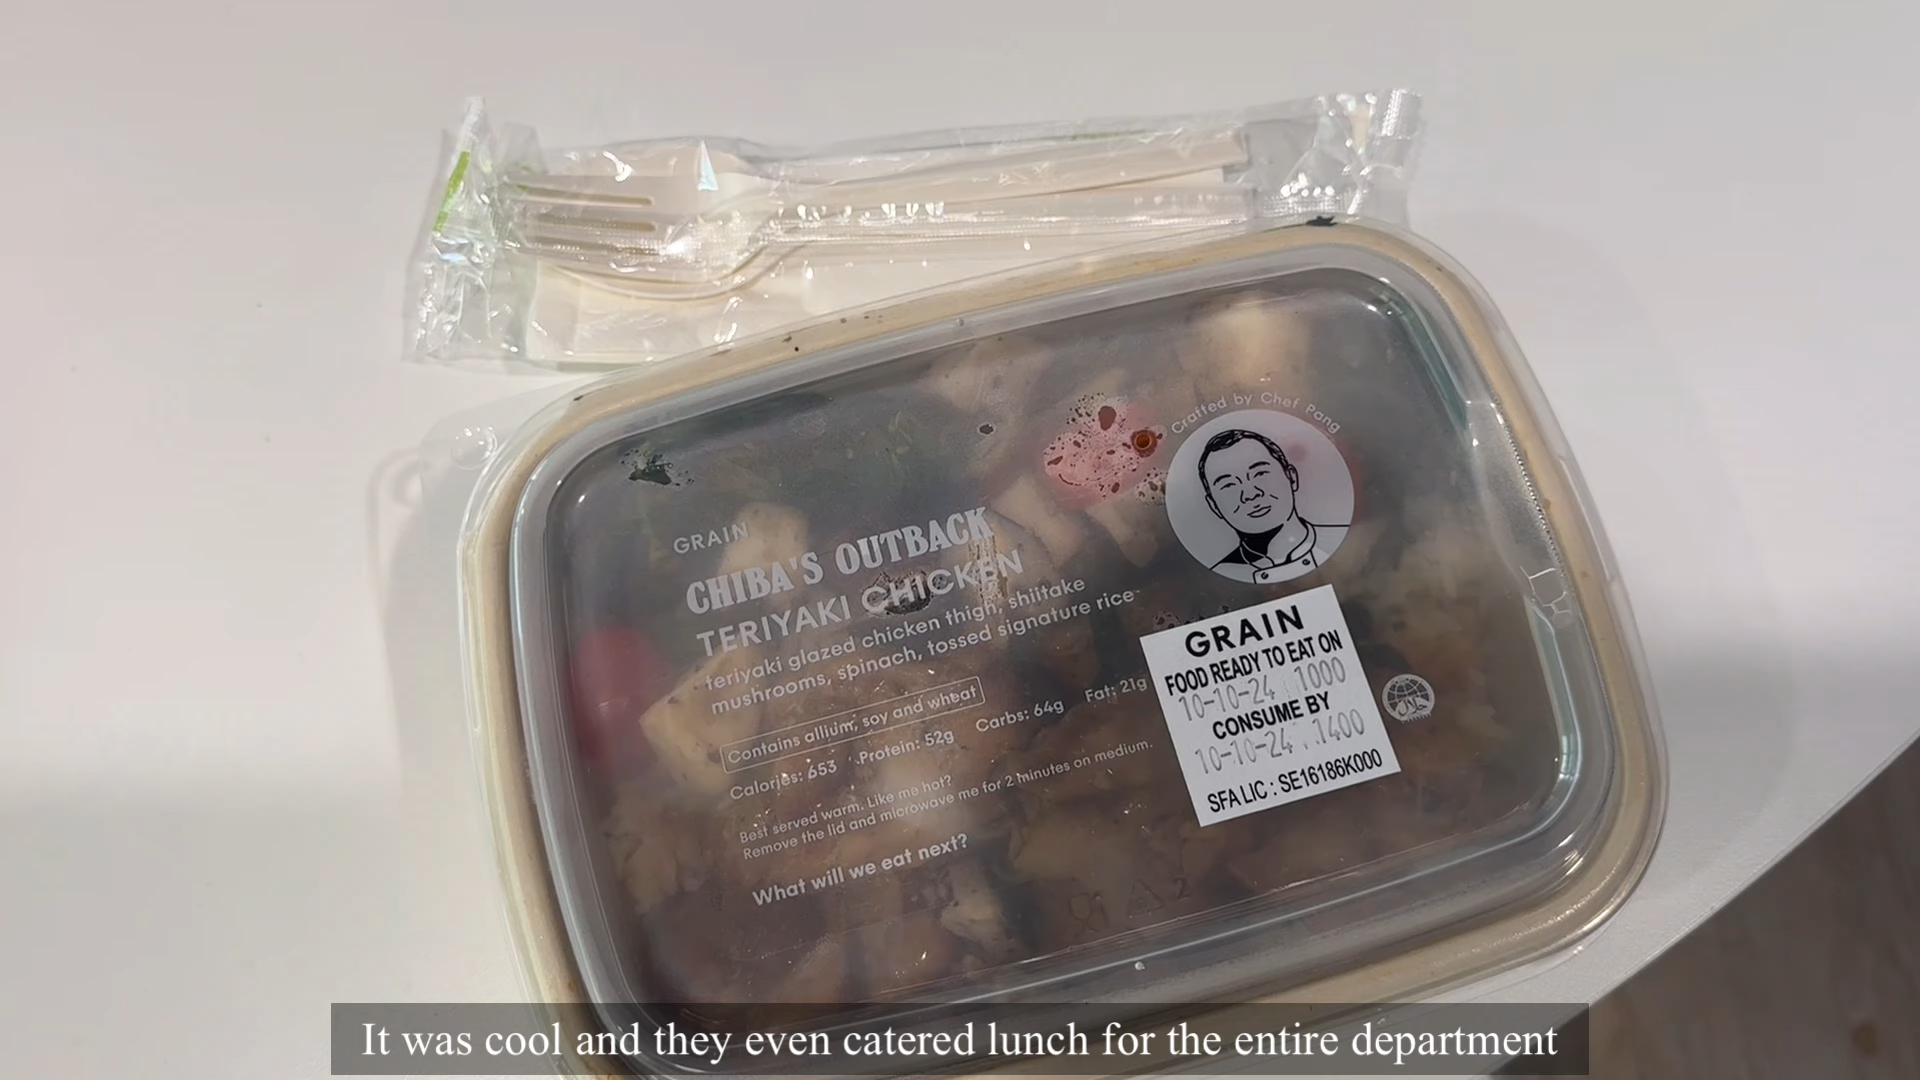 Crafted by Chef Pang
GRAIN
CHIBA'S OUTBACK
TERIYAKI CHICKEN
teriyaki glazed chicken thigh, shiitake
mushrooms, spinach, tossed signature rice
Contains allium, soy and wheat
Calories: 653 Protein: 52g Carbs: 64g Fat: 21g
Best served warm. Like me hot?
Remove the lid and microwave me for 2 minutes on medium.
What will we eat next?
GRAIN
FOOD READY TO EAT ON
10-10-24 1000
CONSUME BY
10-10-24 1400
SFA LIC : SE16186K000
2
It was cool and they even catered lunch for the entire department